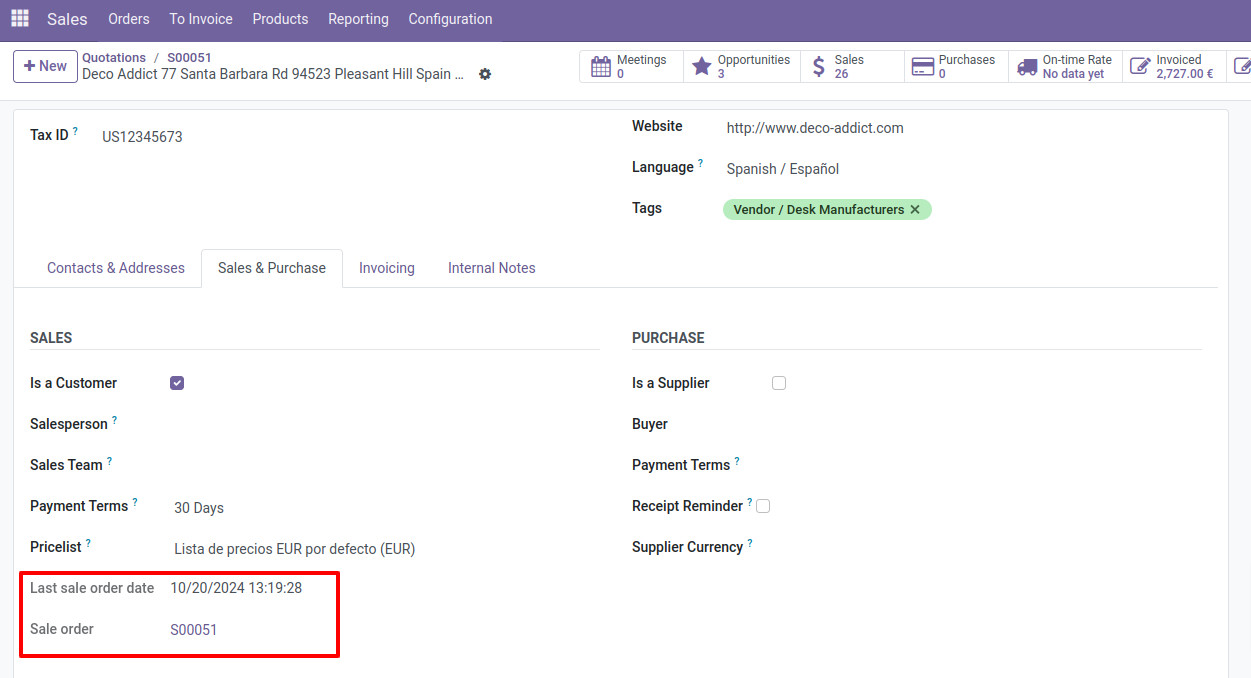 Sales Orders To Invoice Products Reporting Configuration
+ New
Quotations / S00051
Deco Addict 77 Santa Barbara Rd 94523 Pleasant Hill Spain ...
Meetings
0
Opportunities
3
Sales
26
Purchases
0
On-time Rate
No data yet
Invoiced
2,727.00 €
Tax ID ? US12345673
Website http://www.deco-addict.com
Language ? Spanish / Español
Tags Vendor / Desk Manufacturers ×
Contacts & Addresses Sales & Purchase Invoicing Internal Notes
SALES
Is a Customer
Salesperson ?
Sales Team ?
Payment Terms ? 30 Days
Pricelist ? Lista de precios EUR por defecto (EUR)
Last sale order date 10/20/2024 13:19:28
Sale order S00051
PURCHASE
Is a Supplier
Buyer
Payment Terms ?
Receipt Reminder ?
Supplier Currency ?